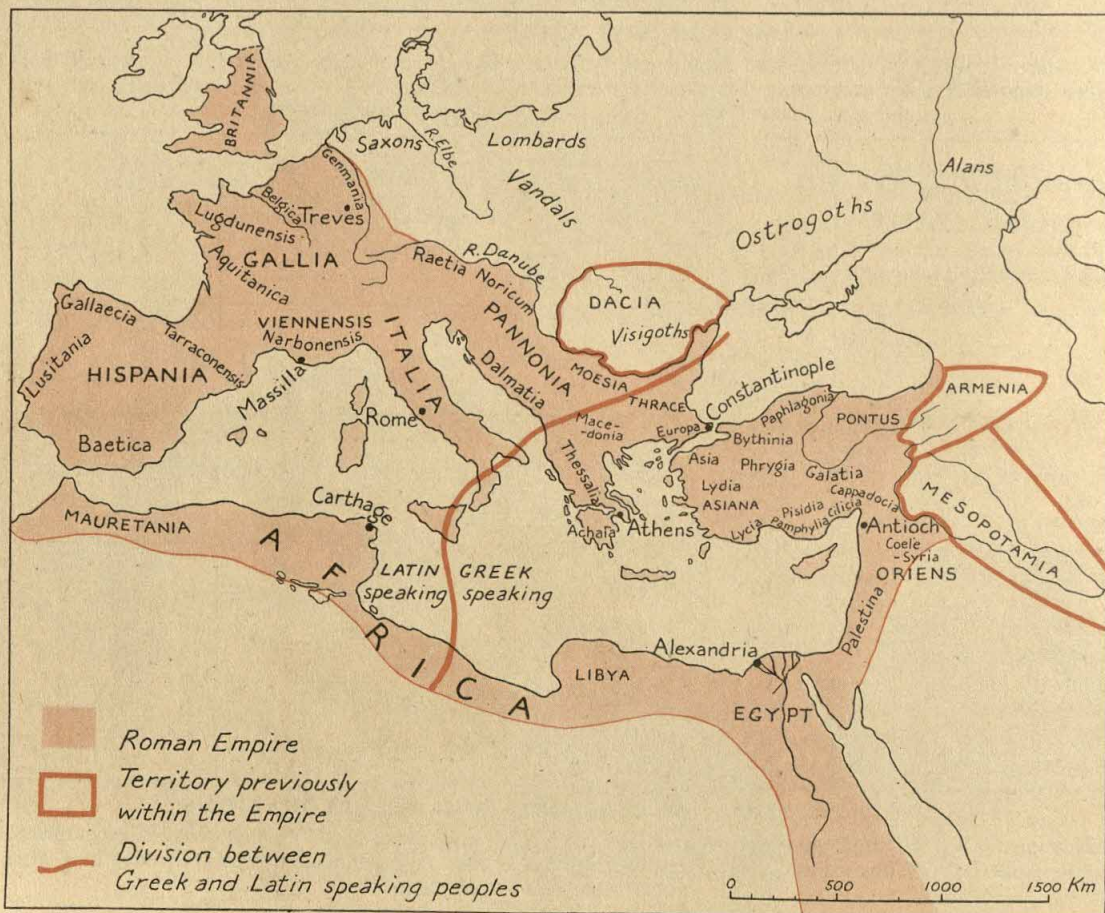 BRITANNIA
Saxons
R. Elbe
Lombards
Vandals
Alans
Ostrogoths
Germania
Belgica
Treves
Lugdunensis
GALLIA
Aquitanica
Raetia
Noricum
R. Danube
PANNONIA
DACIA
Visigoths
Gallaecia
Lusitania
Tarraconensis
HISPANIA
Baetica
VIENNENSIS
Narbonensis
Massilla
ITALIA
Rome
Dalmatia
MOESIA
THRACE
Constantinople
Europa
Mace-
-donia
Thessalia
Achaia
Athens
Paphlagonia
PONTUS
ARMENIA
Bythinia
Asia
Phrygia
Galatia
Lydia
ASIANA
Cappadocia
Pisidia
Cilicia
Lycia
Pamphylia
MESOPOTAMIA
Antioch
Coele
-Syria
ORIENS
Palestina
Carthage
MAURETANIA
AFRICA
LATIN
speaking
GREEK
speaking
Alexandria
LIBYA
EGYPT
Roman Empire
Territory previously
within the Empire
Division between
Greek and Latin speaking peoples
0 500 1000 1500 Km